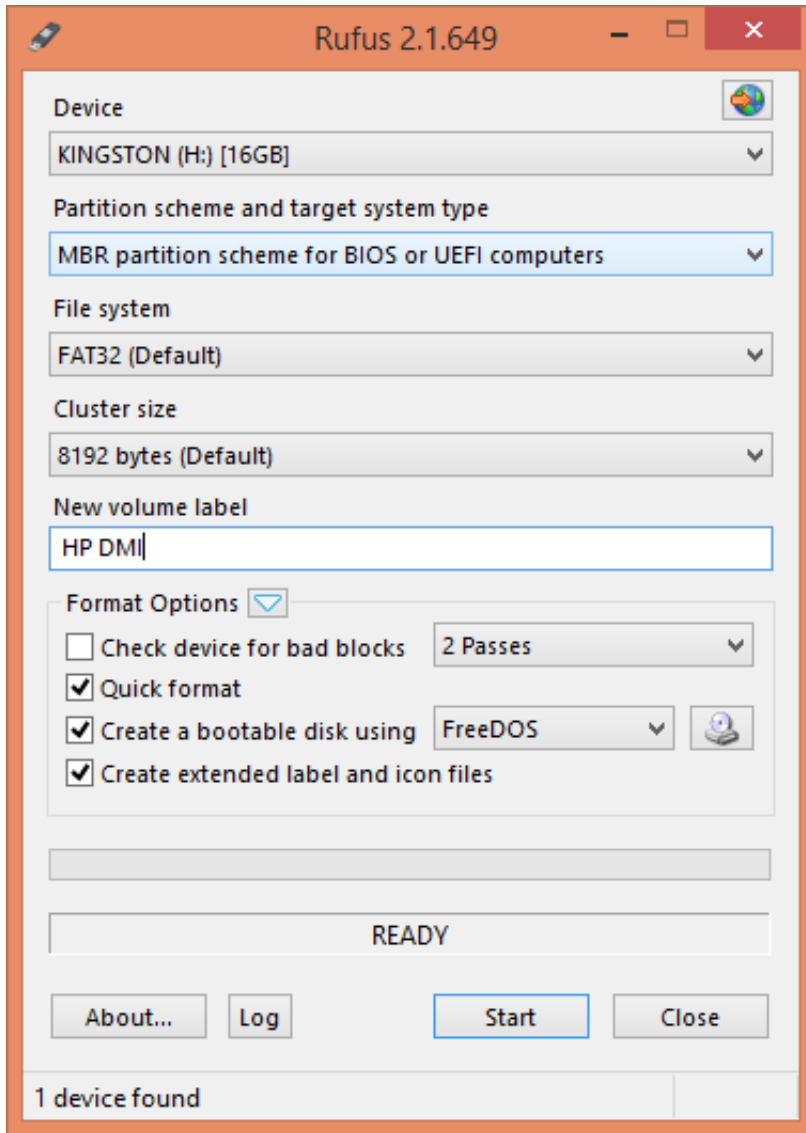 Rufus 2.1.649
Device
KINGSTON (H:) [16GB]
Partition scheme and target system type
MBR partition scheme for BIOS or UEFI computers
File system
FAT32 (Default)
Cluster size
8192 bytes (Default)
New volume label
HP DMI
Format Options
Check device for bad blocks 2 Passes
Quick format
Create a bootable disk using FreeDOS
Create extended label and icon files
READY
About... Log Start Close
1 device found